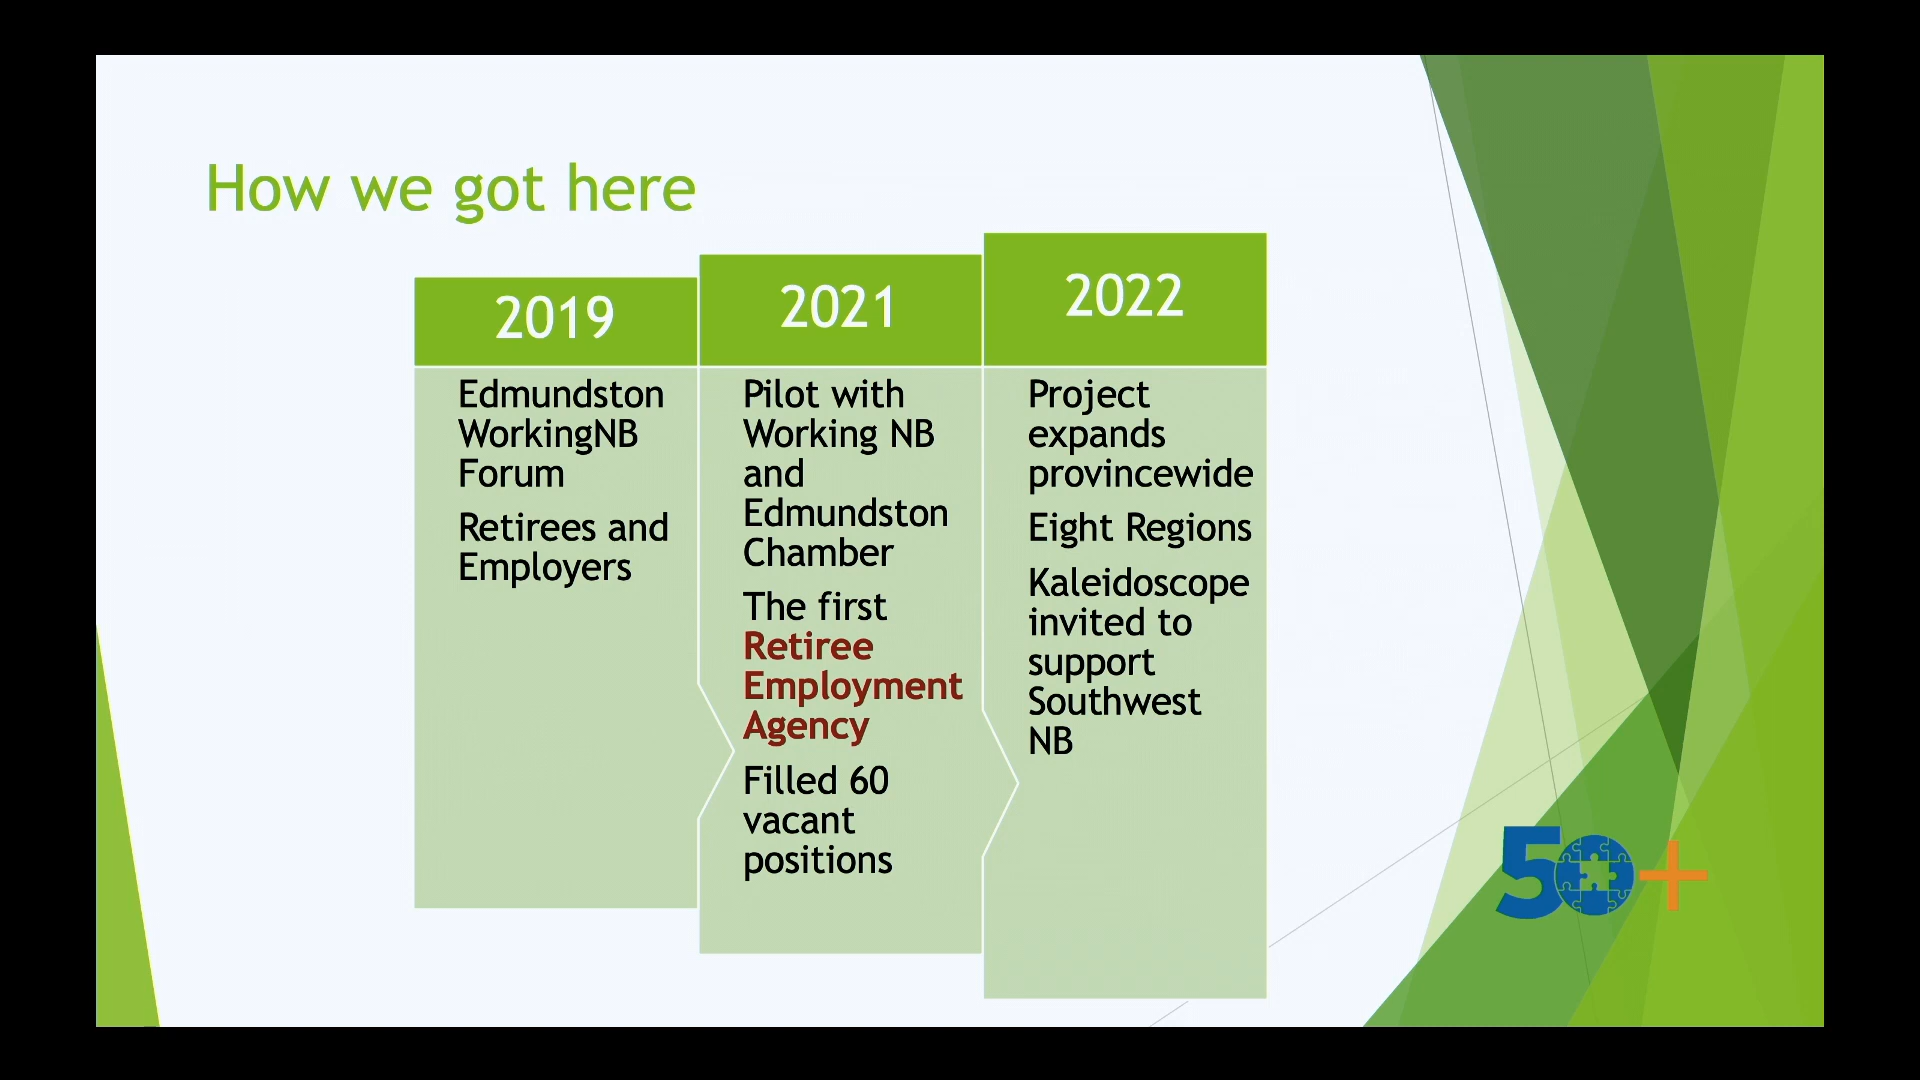 How we got here
2019
Edmundston
WorkingNB
Forum
Retirees and
Employers
2021
Pilot with
Working NB
and
Edmundston
Chamber
The first
Retiree
Employment
Agency
Filled 60
vacant
positions
2022
Project
expands
provincewide
Eight Regions
Kaleidoscope
invited to
support
Southwest
NB
50+